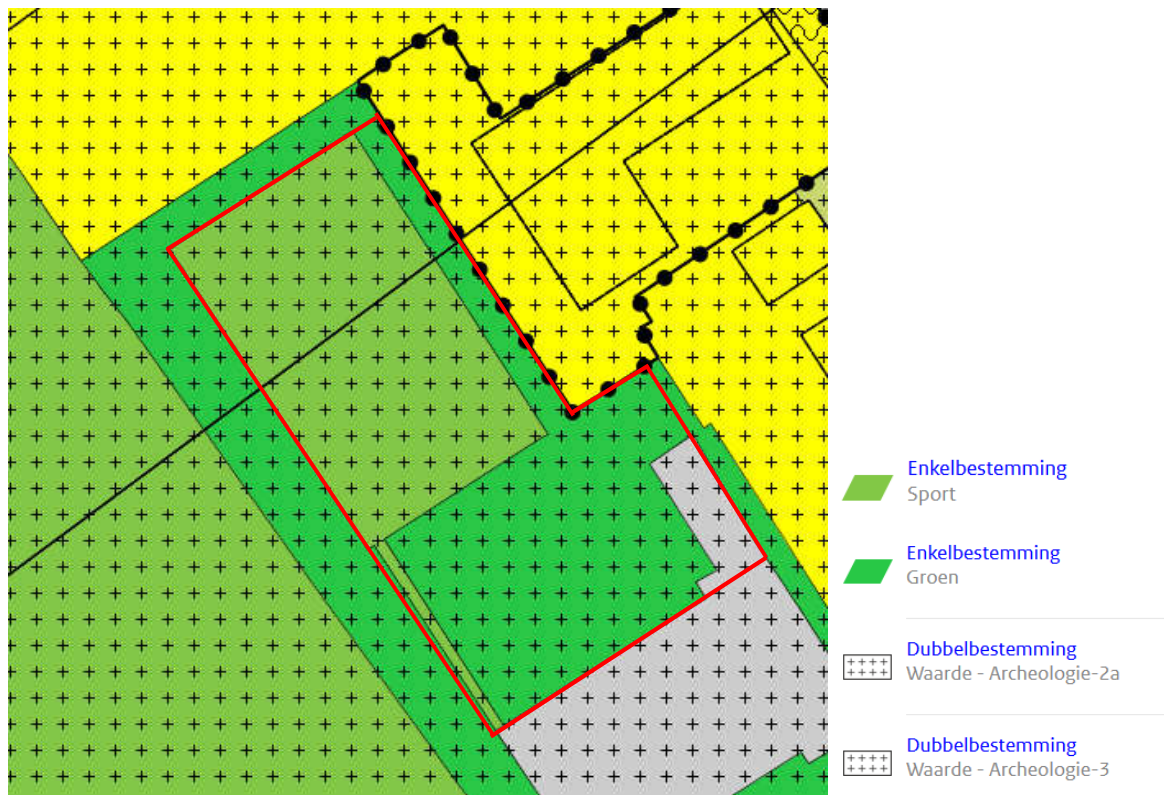 Enkelbestemming
Sport
Enkelbestemming
Groen
Dubbelbestemming
Waarde - Archeologie-2a
Dubbelbestemming
Waarde - Archeologie-3